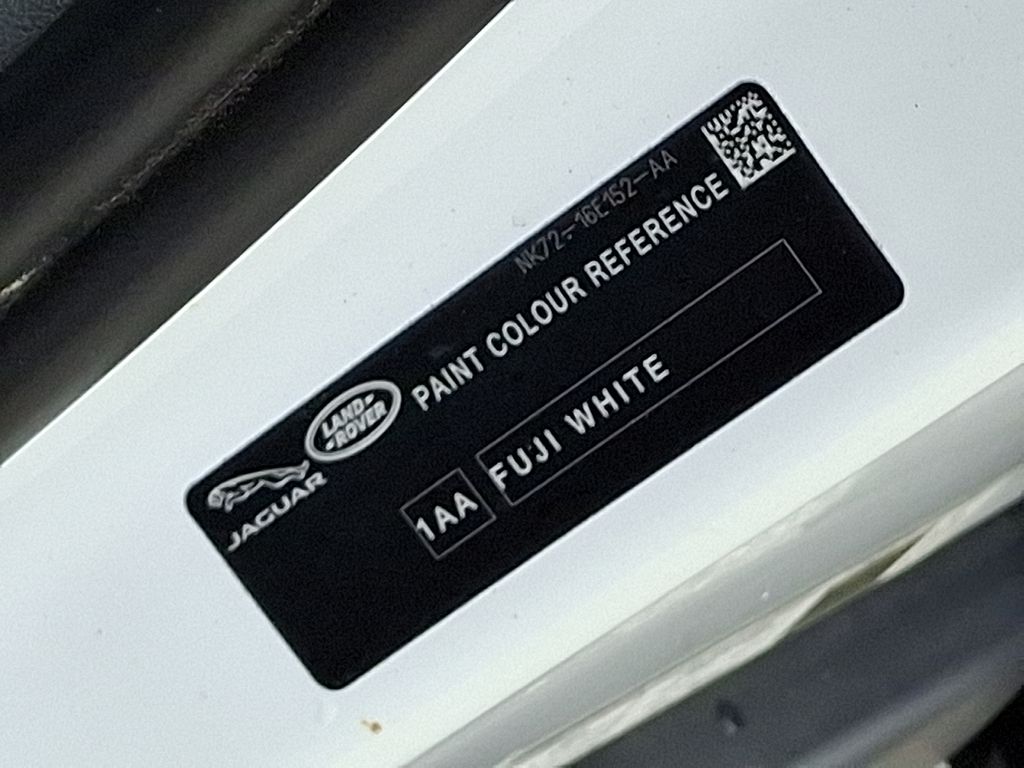 NK72-16E152-AA
LAND
ROVER
PAINT COLOUR REFERENCE
JAGUAR
1AA FUJI WHITE